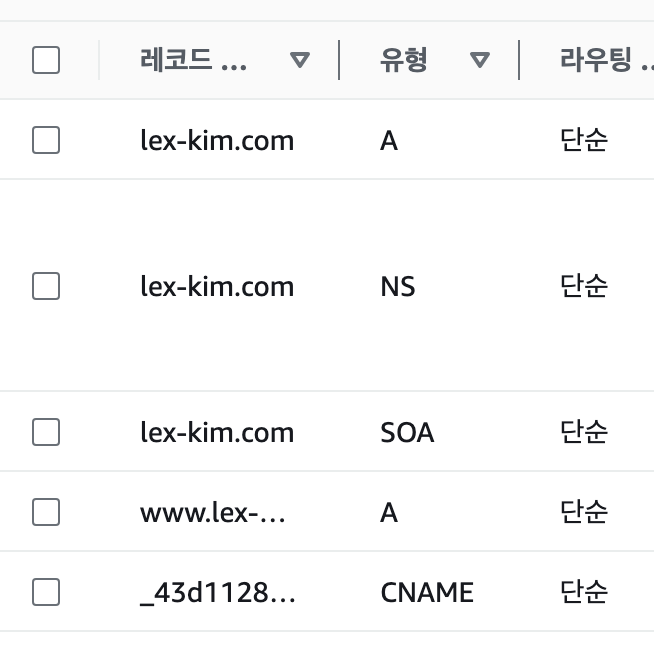 레코드 ... 유형 라우팅 ..
lex-kim.com A 단순
lex-kim.com NS 단순
lex-kim.com SOA 단순
www.lex-... A 단순
_43d1128... CNAME 단순